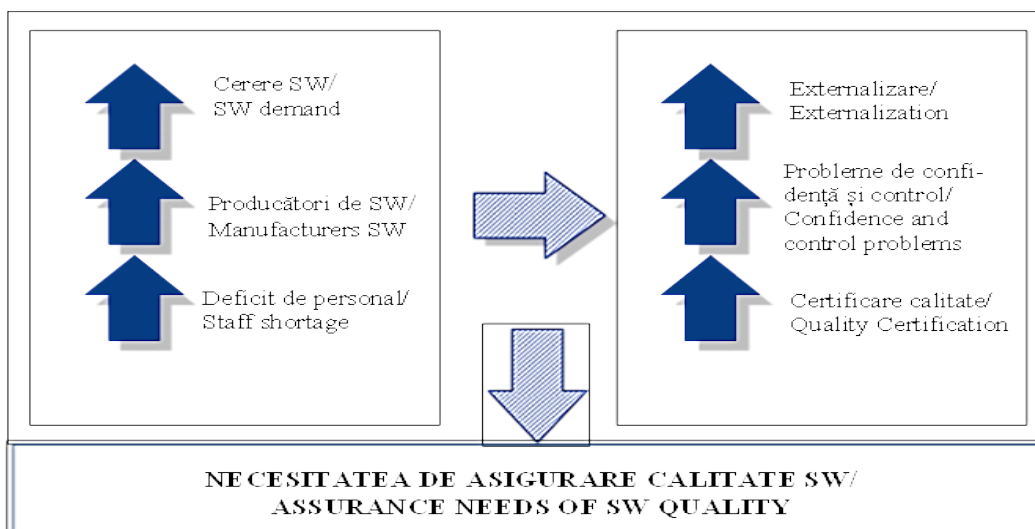 Cerere SW/
SW demand
Producători de SW/
Manufacturers SW
Deficit de personal/
Staff shortage
Externalizare/
Externalization
Probleme de confi-
dență și control/
Confidence and
control problems
Certificare calitate/
Quality Certification
NECESITATEA DE ASIGURARE CALITATE SW/
ASSURANCE NEEDS OF SW QUALITY